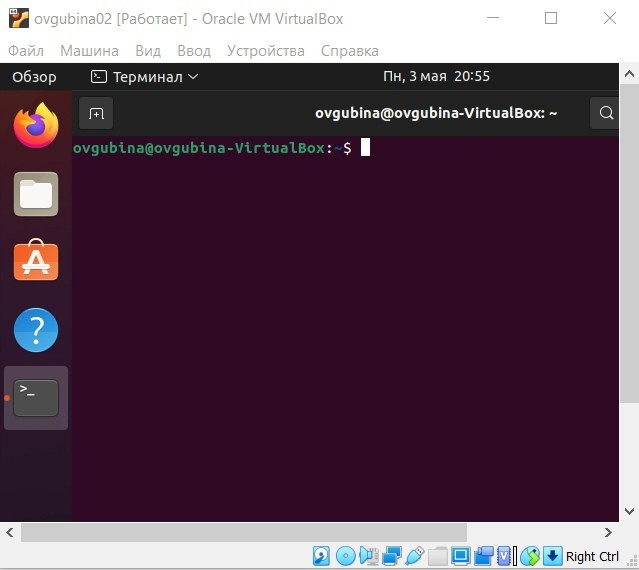 ovgubina02 [Работает] - Oracle VM VirtualBox
Файл Машина Вид Ввод Устройства Справка
Обзор Терминал Пн, 3 мая 20:55
ovgubina@ovgubina-VirtualBox: ~
ovgubina@ovgubina-VirtualBox:~$
?
>_
Right Ctrl